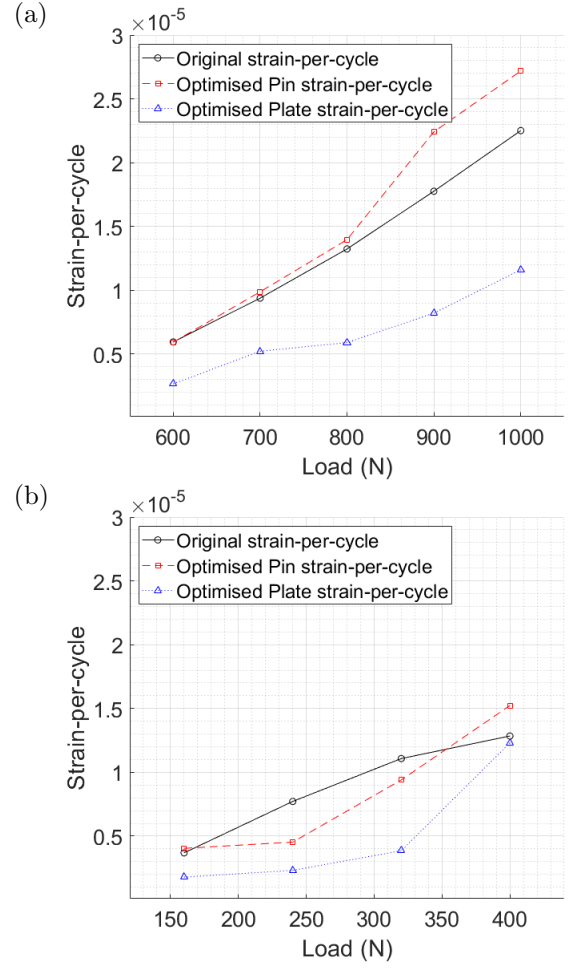 (a)
×10⁻⁵
3
Original strain-per-cycle
Optimised Pin strain-per-cycle
Optimised Plate strain-per-cycle
2.5
2
1.5
1
0.5
Strain-per-cycle
600 700 800 900 1000
Load (N)
(b)
×10⁻⁵
3
Original strain-per-cycle
Optimised Pin strain-per-cycle
Optimised Plate strain-per-cycle
2.5
2
1.5
1
0.5
Strain-per-cycle
150 200 250 300 350 400
Load (N)